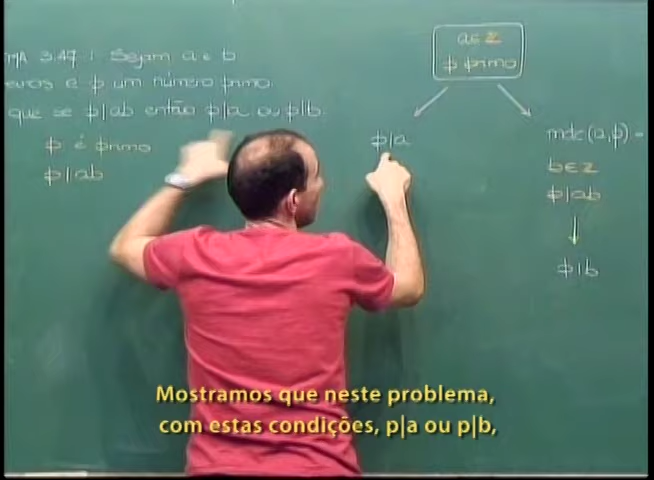 MA 3.49: Sejam a e b
eiros e p um número primo.
que se p|ab então p|a ou p|b.
p é primo
p|ab
a∈ℤ
p primo
p|a
mdc(a,p)=
b∈ℤ
p|ab
↓
p|b
Mostramos que neste problema,
com estas condições, p|a ou p|b,